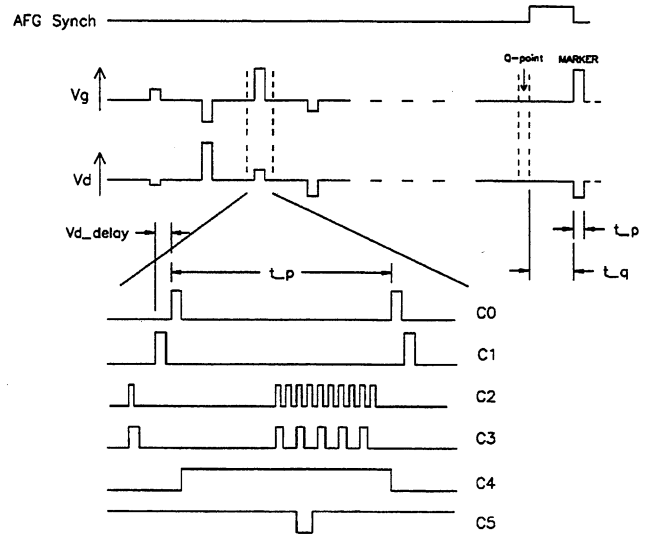 AFG Synch
Q-point
MARKER
Vg
Vd
Vd_delay
t_p
t_p
t_q
C0
C1
C2
C3
C4
C5